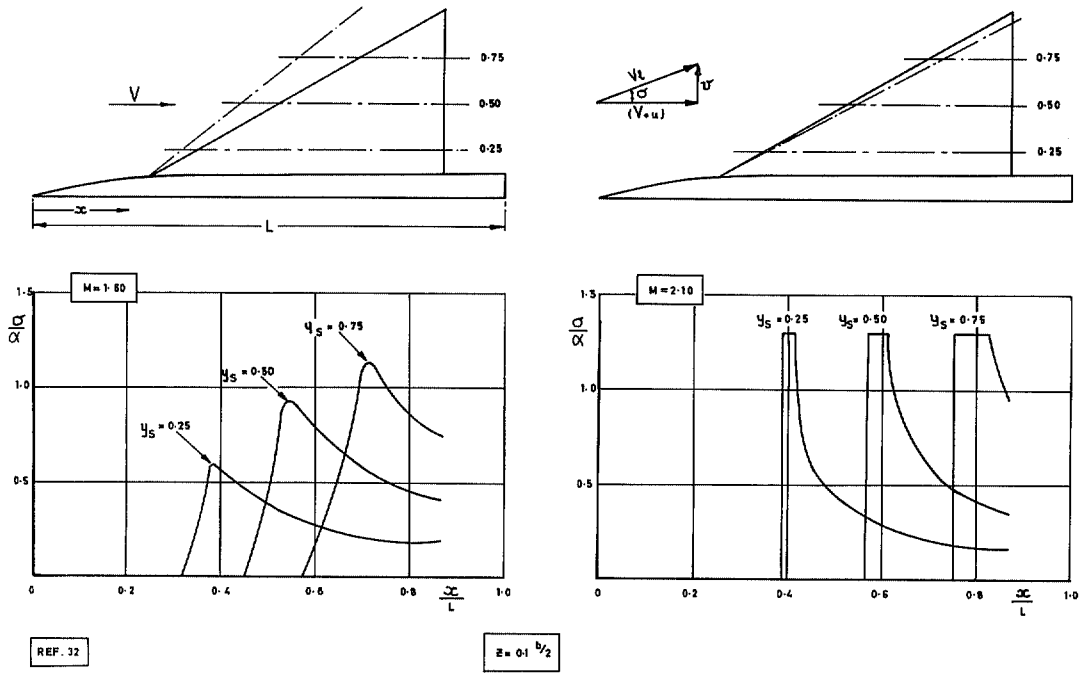 0·75
V
0·50
0·25
x
L
Vl
σ
v
(V+u)
0·75
0·50
0·25
M = 1·60
1·5
σ/α
1·0
0·5
y_S = 0·75
y_S = 0·50
y_S = 0·25
0
0·2
0·4
0·6
0·8
x/L
1·0
M = 2·10
1·5
σ/α
1·0
0·5
y_S = 0·25
y_S = 0·50
y_S = 0·75
0
0·2
0·4
0·6
0·8
x/L
1·0
REF. 32
z = 0·1 b/2